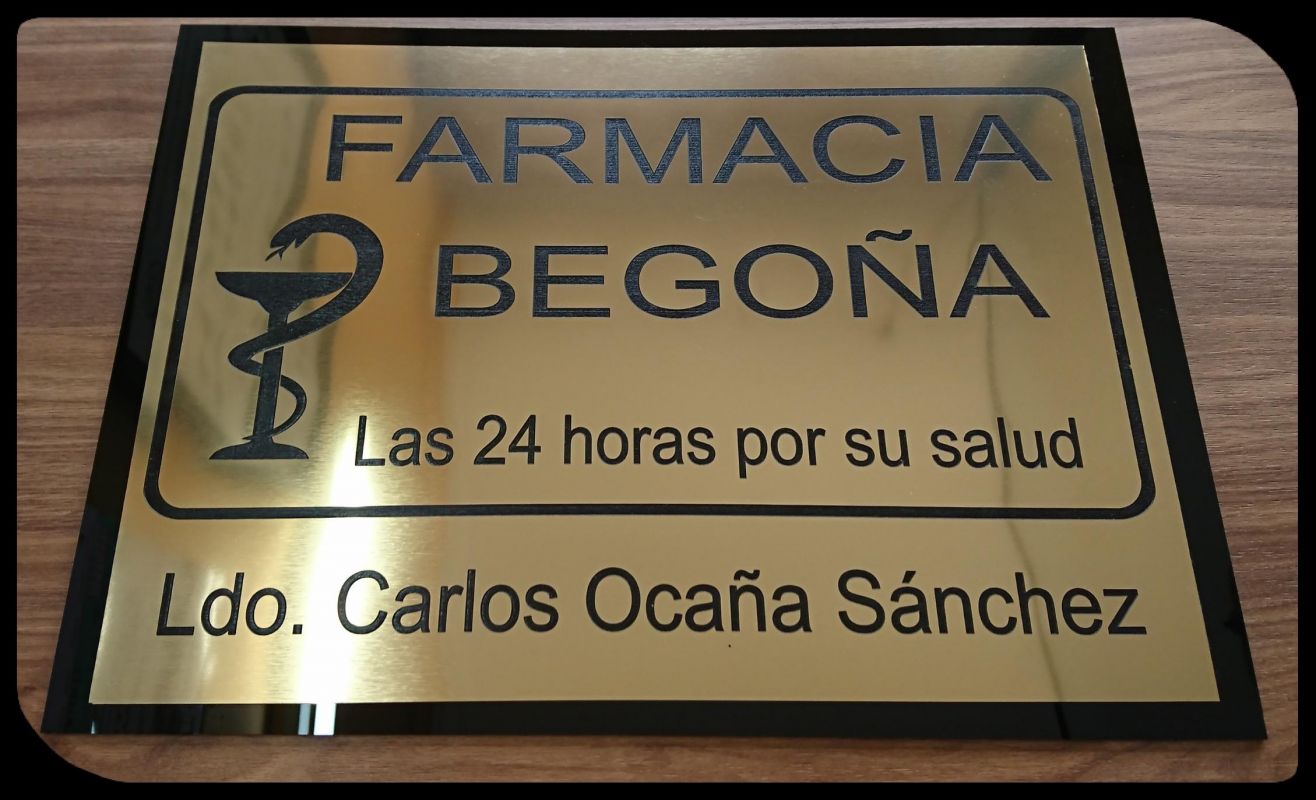 FARMACIA
BEGOÑA
Las 24 horas por su salud
Ldo. Carlos Ocaña Sánchez